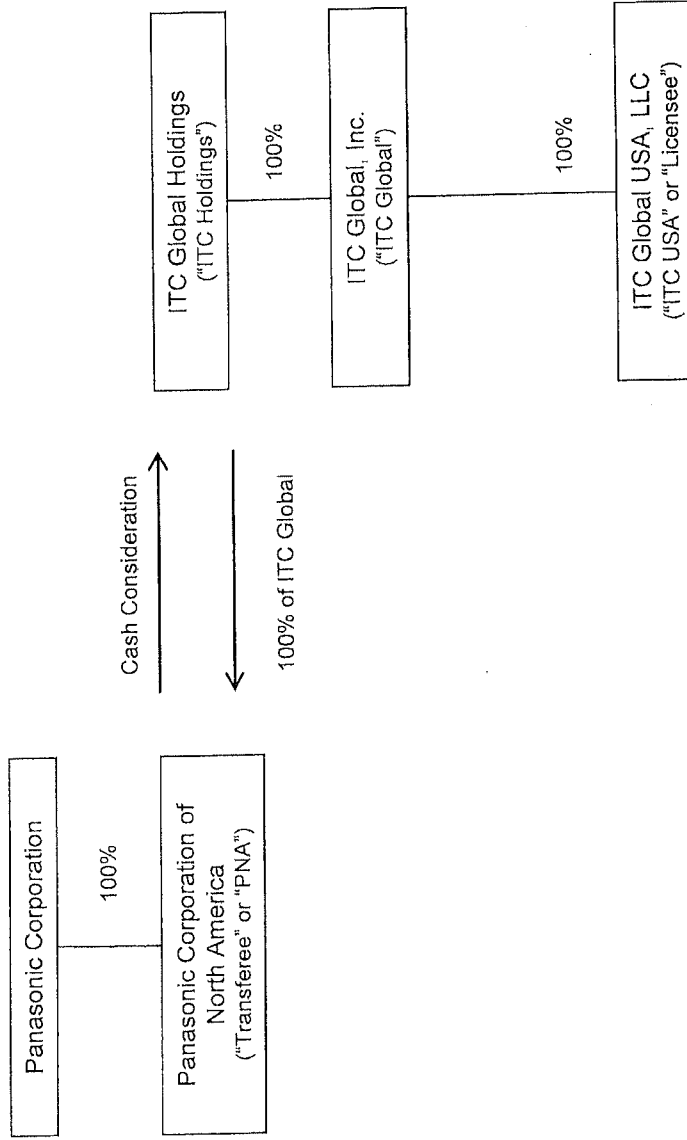 Panasonic Corporation
100%
Panasonic Corporation of
North America
("Transferee" or "PNA")
Cash Consideration
100% of ITC Global
ITC Global Holdings
("ITC Holdings")
100%
ITC Global, Inc.
("ITC Global")
100%
ITC Global USA, LLC
("ITC USA" or "Licensee")